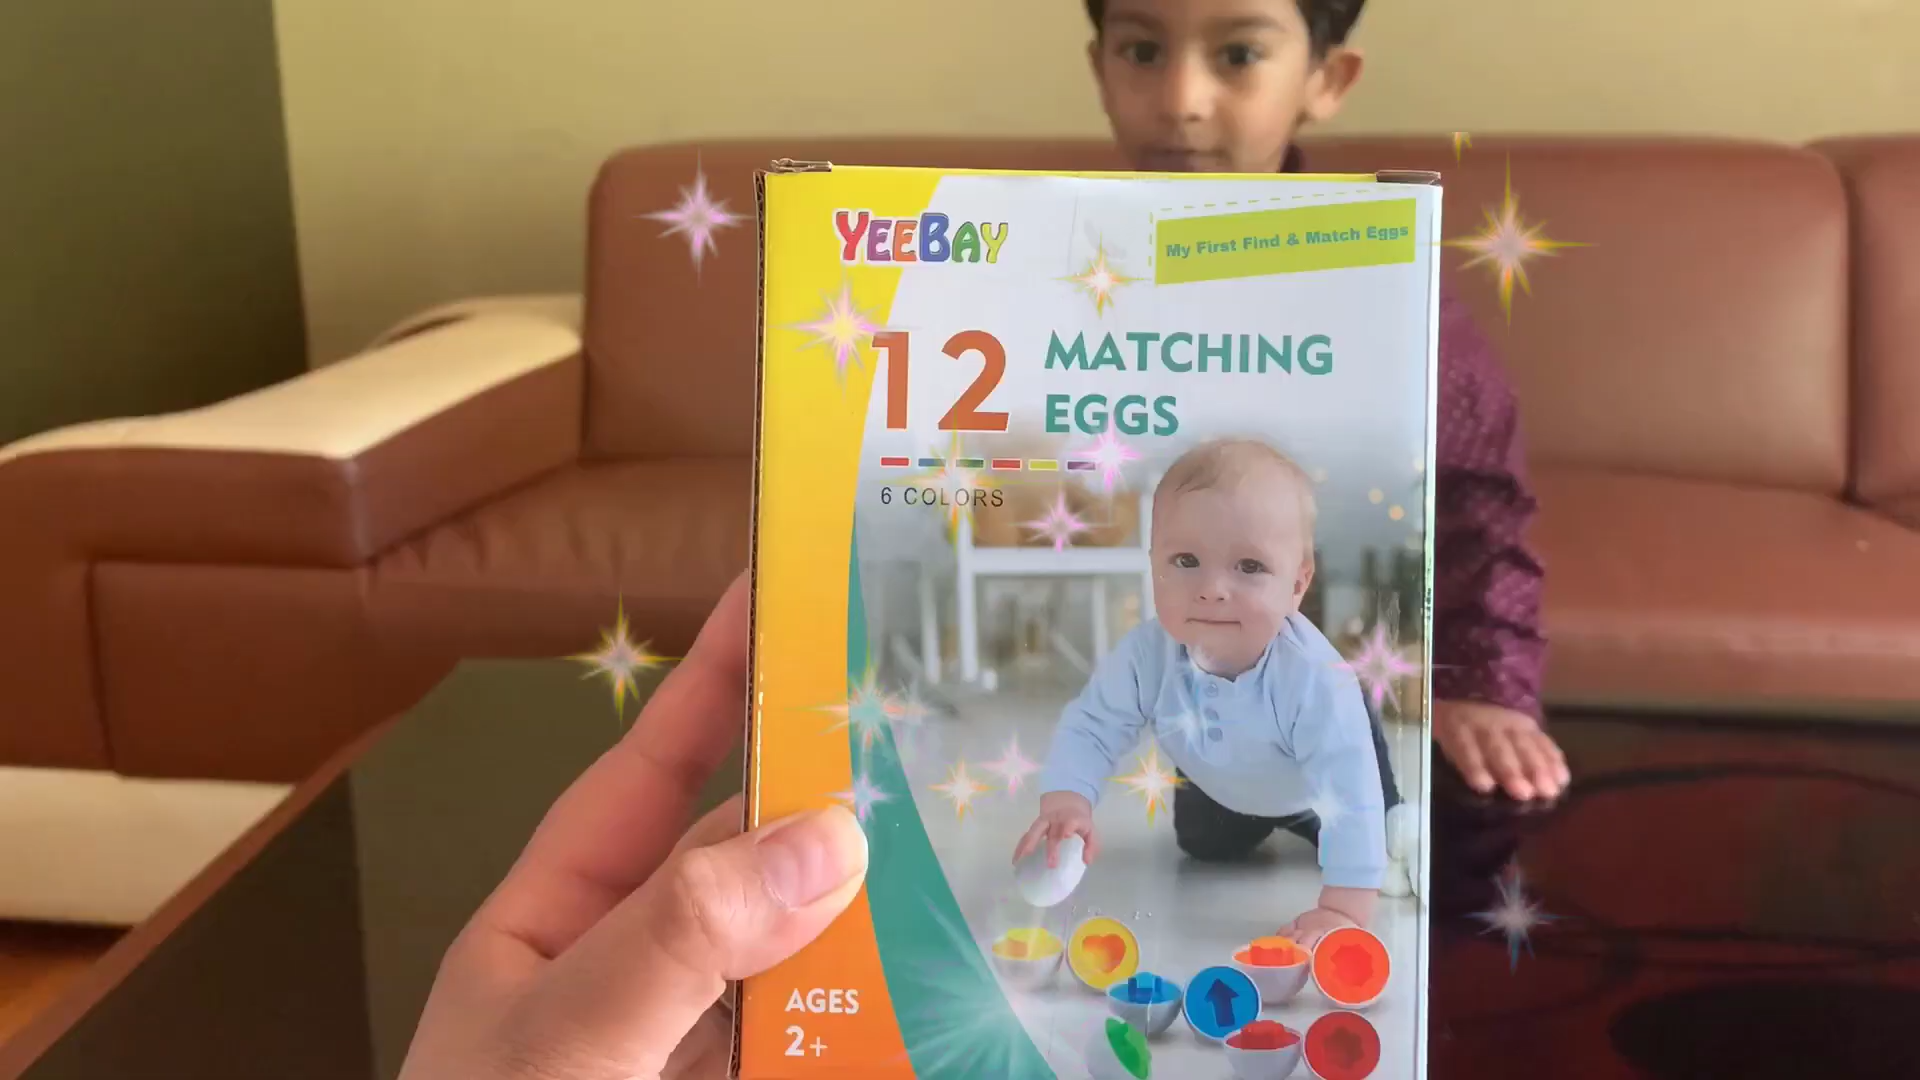 YEEBAY
My First Find & Match Eggs
12
MATCHING
EGGS
6 COLORS
AGES
2+